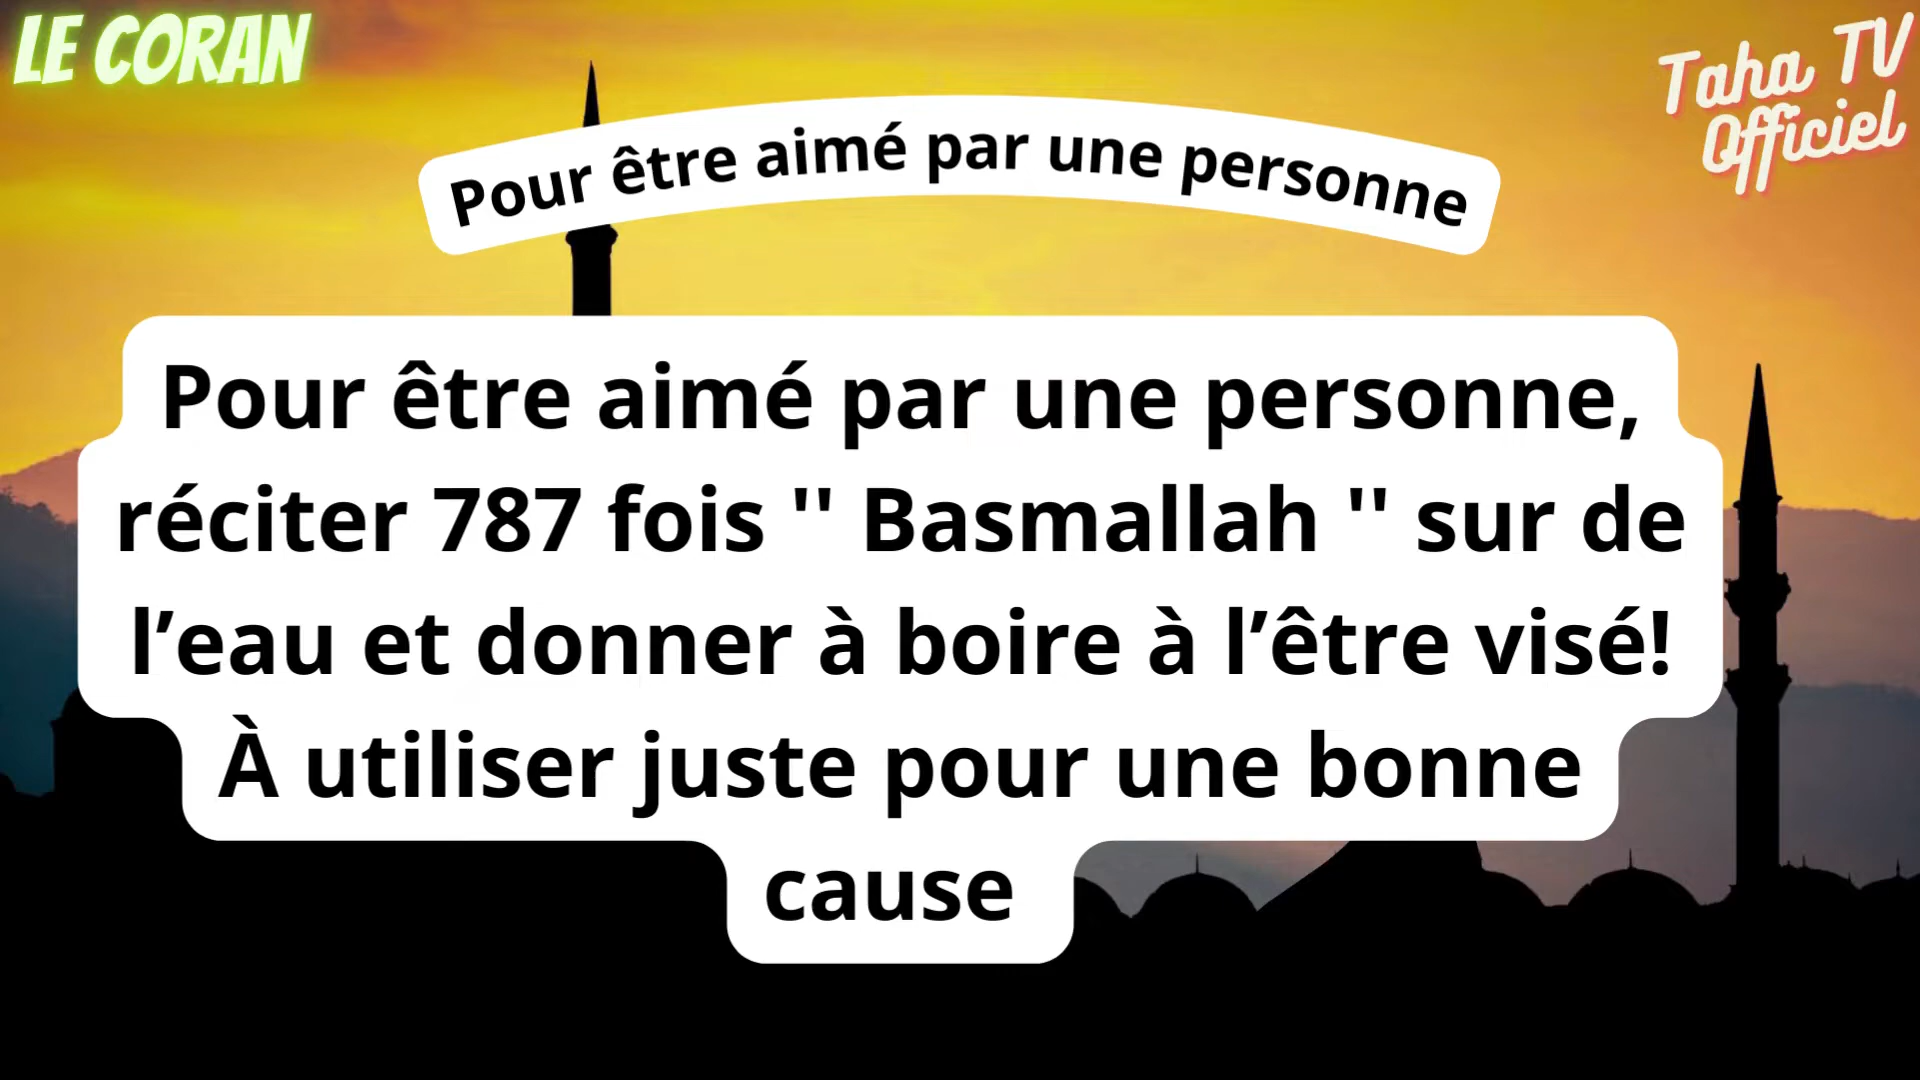 LE CORAN
Taha TV
Officiel
Pour être aimé par une personne
Pour être aimé par une personne,
réciter 787 fois '' Basmallah '' sur de
l’eau et donner à boire à l’être visé!
À utiliser juste pour une bonne
cause